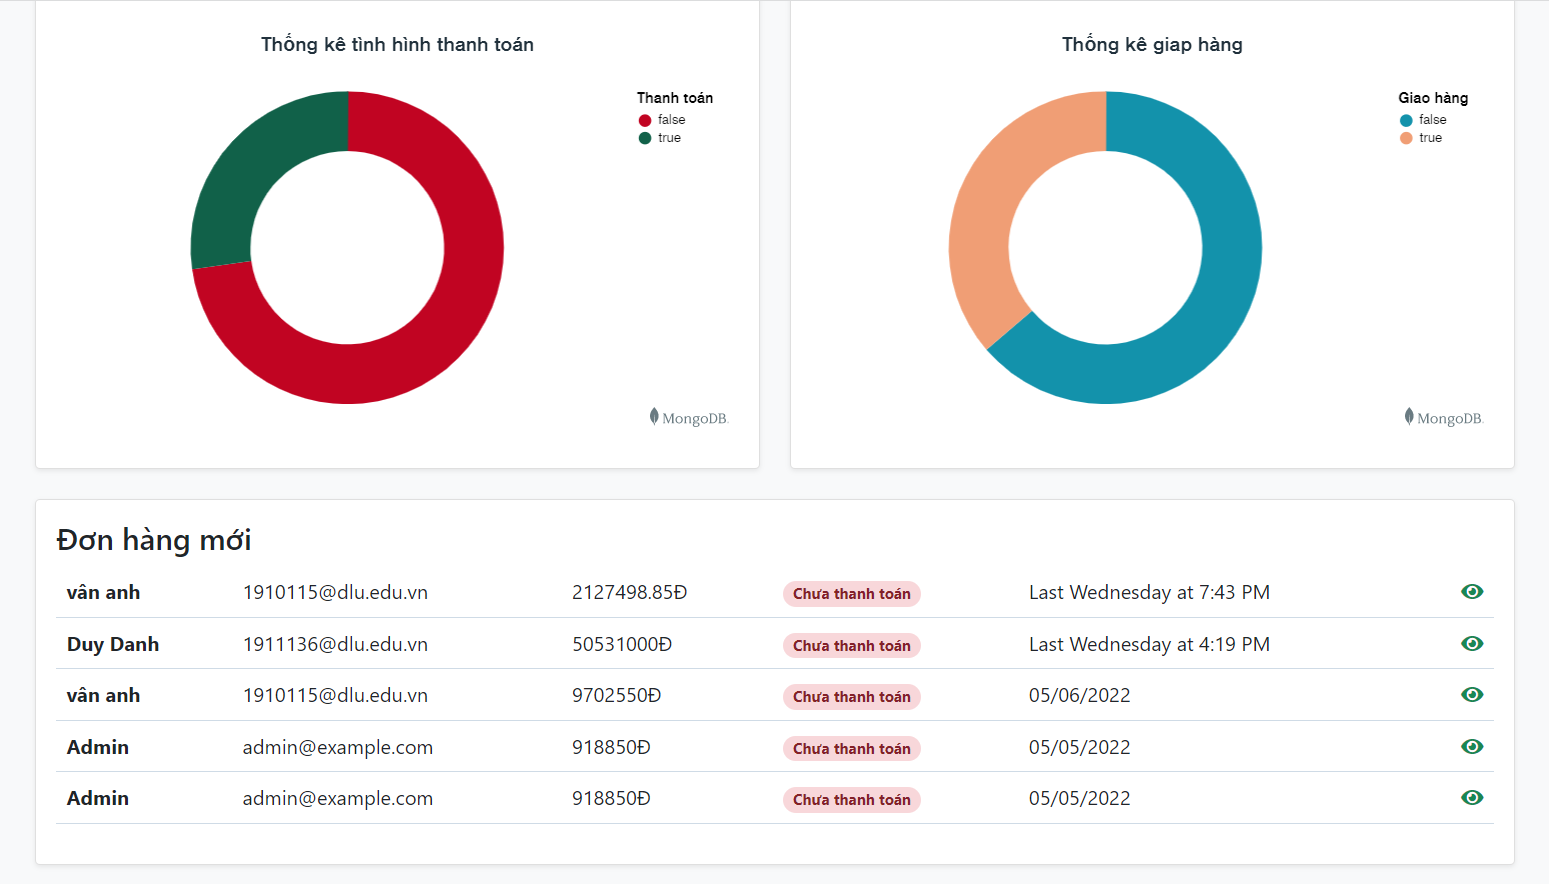 Thống kê tình hình thanh toán
Thanh toán
false
true
MongoDB.
Thống kê giap hàng
Giao hàng
false
true
MongoDB.
Đơn hàng mới
vân anh 1910115@dlu.edu.vn 2127498.85Đ Chưa thanh toán Last Wednesday at 7:43 PM
Duy Danh 1911136@dlu.edu.vn 50531000Đ Chưa thanh toán Last Wednesday at 4:19 PM
vân anh 1910115@dlu.edu.vn 9702550Đ Chưa thanh toán 05/06/2022
Admin admin@example.com 918850Đ Chưa thanh toán 05/05/2022
Admin admin@example.com 918850Đ Chưa thanh toán 05/05/2022